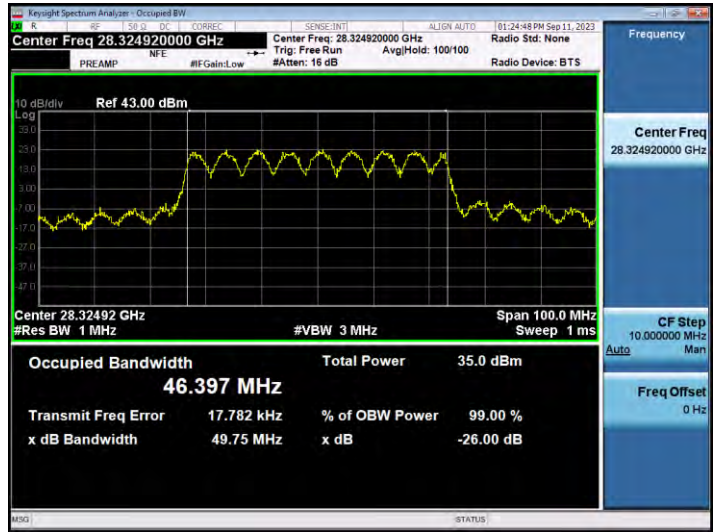 Keysight Spectrum Analyzer - Occupied BW
R RF 50 Ω DC CORREC SENSE:INT ALIGN AUTO 01:24:48 PM Sep 11, 2023
Center Freq 28.324920000 GHz
NFE
PREAMP #IFGain:Low
Center Freq: 28.324920000 GHz
Trig: Free Run Avg|Hold: 100/100
#Atten: 16 dB
Radio Std: None
Radio Device: BTS
10 dB/div Ref 43.00 dBm
Log
33.0
23.0
13.0
3.00
-7.00
-17.0
-27.0
-37.0
-47.0
Center 28.32492 GHz Span 100.0 MHz
#Res BW 1 MHz #VBW 3 MHz Sweep 1 ms
Occupied Bandwidth Total Power 35.0 dBm
46.397 MHz
Transmit Freq Error 17.782 kHz % of OBW Power 99.00 %
x dB Bandwidth 49.75 MHz x dB -26.00 dB
Frequency
Center Freq
28.324920000 GHz
CF Step
10.000000 MHz
Auto Man
Freq Offset
0 Hz
MSG STATUS